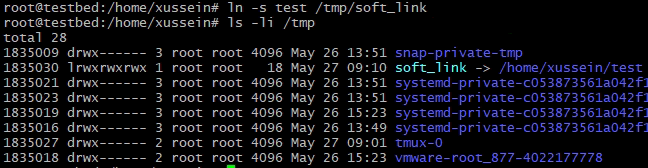 root@testbed:/home/xussein# ln -s test /tmp/soft_link
root@testbed:/home/xussein# ls -li /tmp
total 28
1835009 drwx------ 3 root root 4096 May 26 13:51 snap-private-tmp
1835030 lrwxrwxrwx 1 root root   18 May 27 09:10 soft_link -> /home/xussein/test
1835021 drwx------ 3 root root 4096 May 26 13:51 systemd-private-c053873561a042f1
1835023 drwx------ 3 root root 4096 May 26 13:51 systemd-private-c053873561a042f1
1835019 drwx------ 3 root root 4096 May 26 15:23 systemd-private-c053873561a042f1
1835016 drwx------ 3 root root 4096 May 26 13:49 systemd-private-c053873561a042f1
1835027 drwx------ 2 root root 4096 May 27 09:01 tmux-0
1835018 drwx------ 2 root root 4096 May 26 15:23 vmware-root_877-4022177778